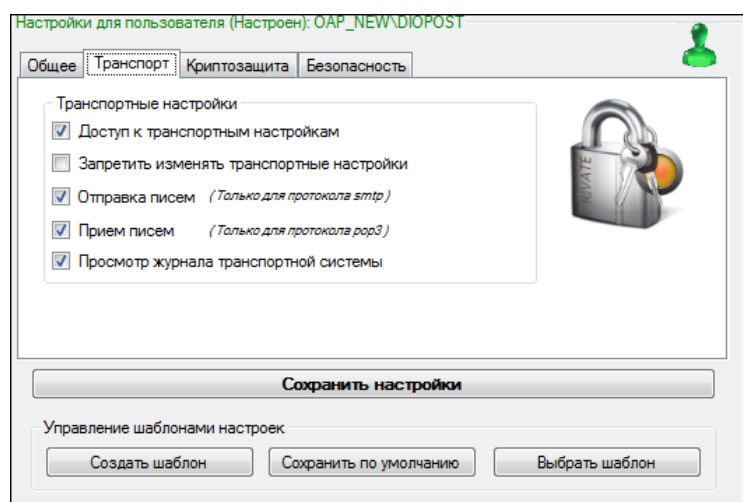 Настройки для пользователя (Настроен): OAP_NEW\DIOPOST
Общее Транспорт Криптозащита Безопасность
Транспортные настройки
Доступ к транспортным настройкам
Запретить изменять транспортные настройки
Отправка писем (Только для протокола smtp)
Прием писем (Только для протокола pop3)
Просмотр журнала транспортной системы
PRIVATE
Сохранить настройки
Управление шаблонами настроек
Создать шаблон Сохранить по умолчанию Выбрать шаблон